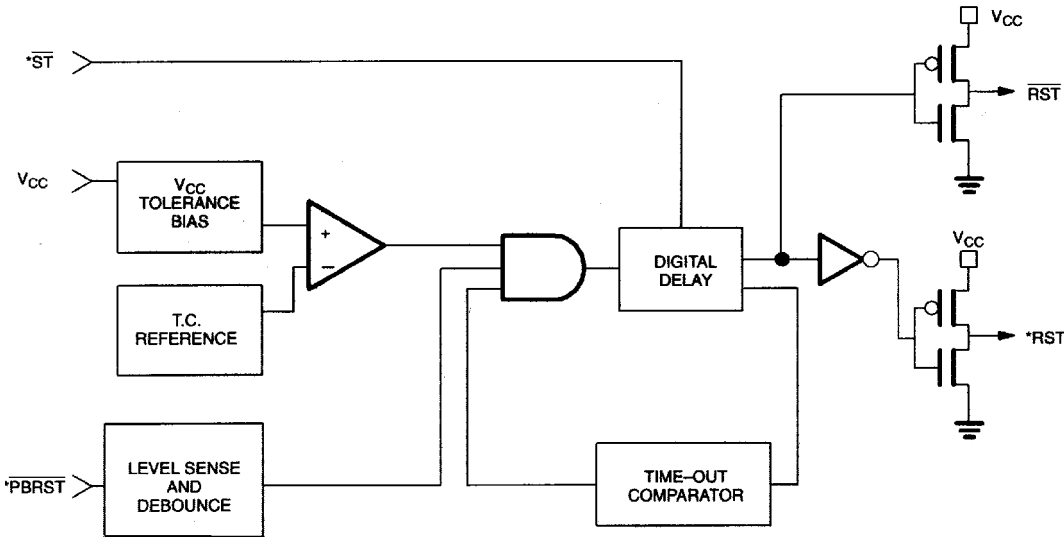 *ST
VCC
RST
VCC
VCC
TOLERANCE
BIAS
+
−
DIGITAL
DELAY
VCC
T.C.
REFERENCE
*RST
*PBRST
LEVEL SENSE
AND
DEBOUNCE
TIME–OUT
COMPARATOR